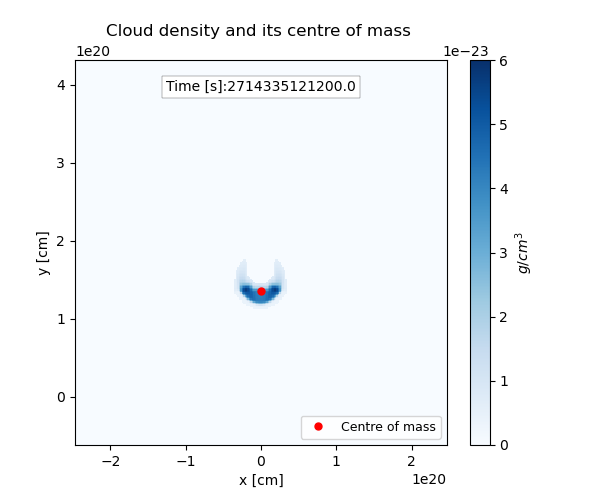 Cloud density and its centre of mass
1e20
1e−23
Time [s]:2714335121200.0
4
3
2
1
0
y [cm]
−2
−1
0
1
2
x [cm]
1e20
Centre of mass
6
5
4
3
2
1
0
g/cm³